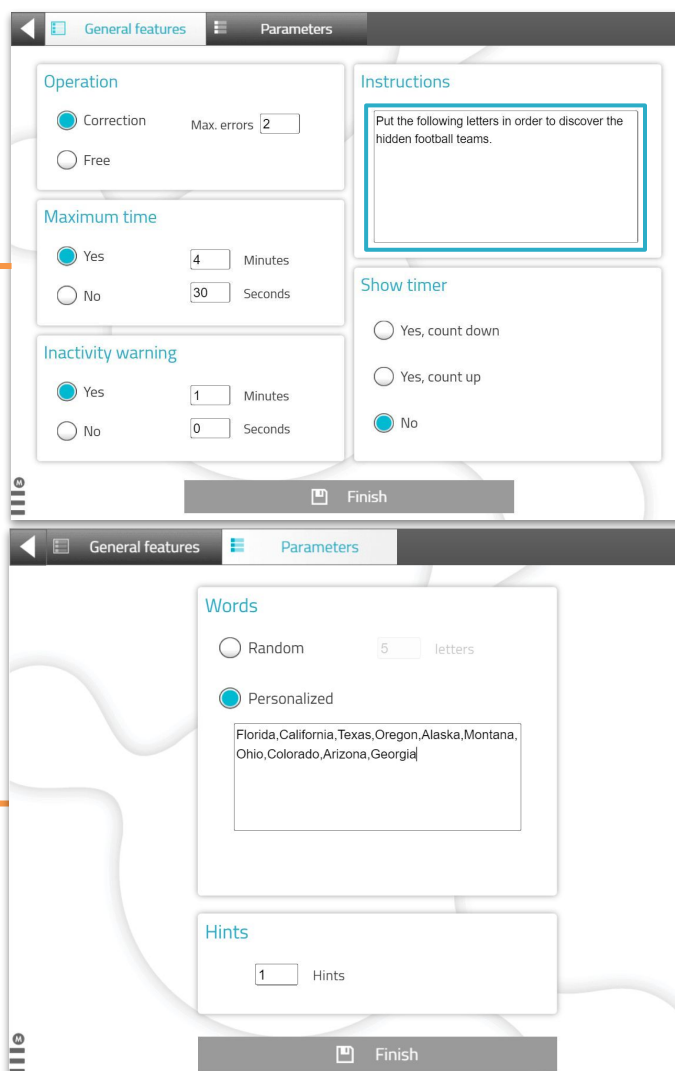 General features
Parameters
Operation
Correction
Max. errors 2
Free
Maximum time
Yes
4 Minutes
No
30 Seconds
Inactivity warning
Yes
1 Minutes
No
0 Seconds
Instructions
Put the following letters in order to discover the
hidden football teams.
Show timer
Yes, count down
Yes, count up
No
M
Finish
General features
Parameters
Words
Random
5 letters
Personalized
Florida,California,Texas,Oregon,Alaska,Montana,
Ohio,Colorado,Arizona,Georgia
Hints
1 Hints
M
Finish